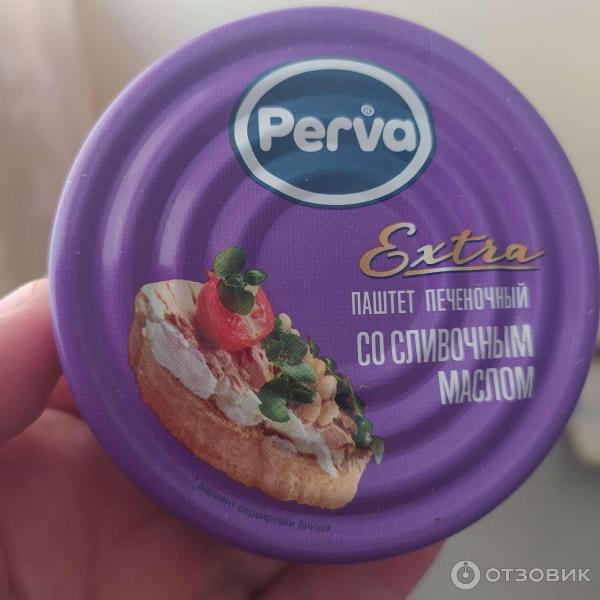 Perva®
Extra
ПАШТЕТ ПЕЧЕНОЧНЫЙ
СО СЛИВОЧНЫМ
МАСЛОМ
* вариант сервировки блюда
ОТЗОВИК